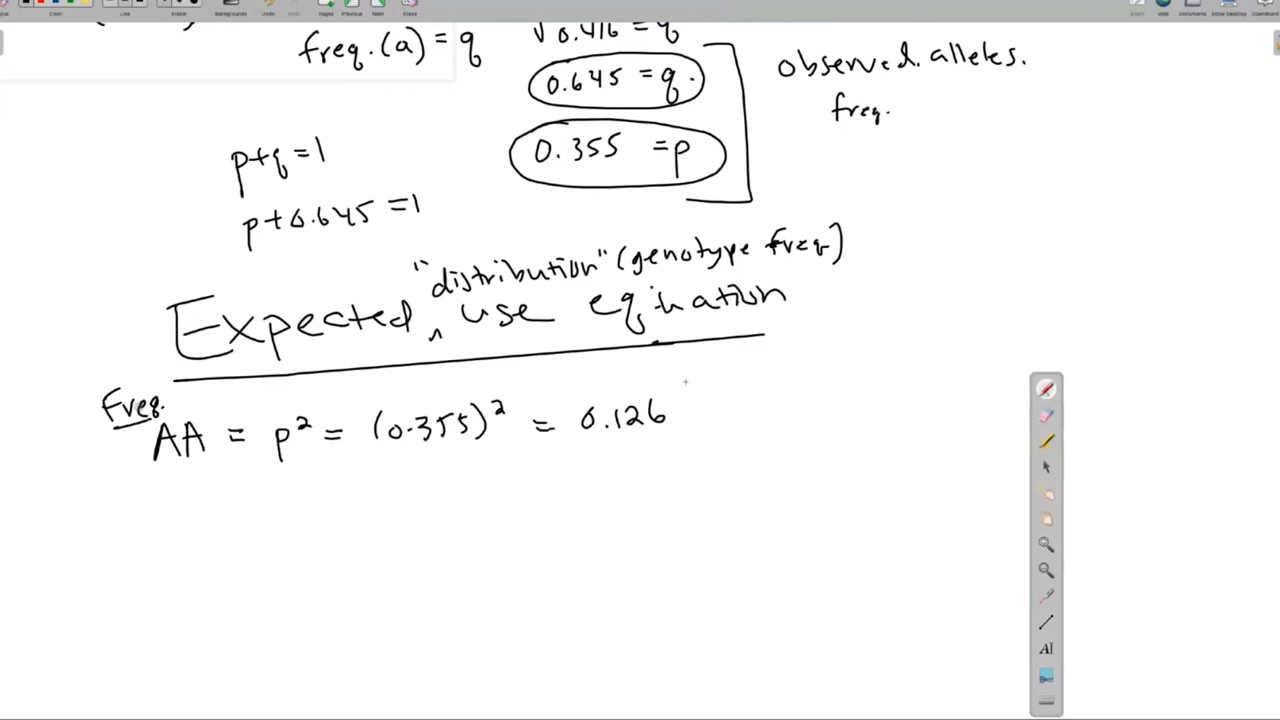 freq.(a) = q
√0.416 = q
0.645 = q.
0.355 = p
observed. alleles.
freq.
p+q=1
p+0.645 =1
"distribution" (genotype freq)
Expected ^ use equation
Freq.
AA = p² = (0.355)² = 0.126
AI